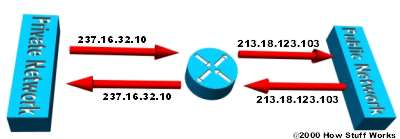 Private Network
237.16.32.10
237.16.32.10
213.18.123.103
213.18.123.103
Public Network
©2000 How Stuff Works